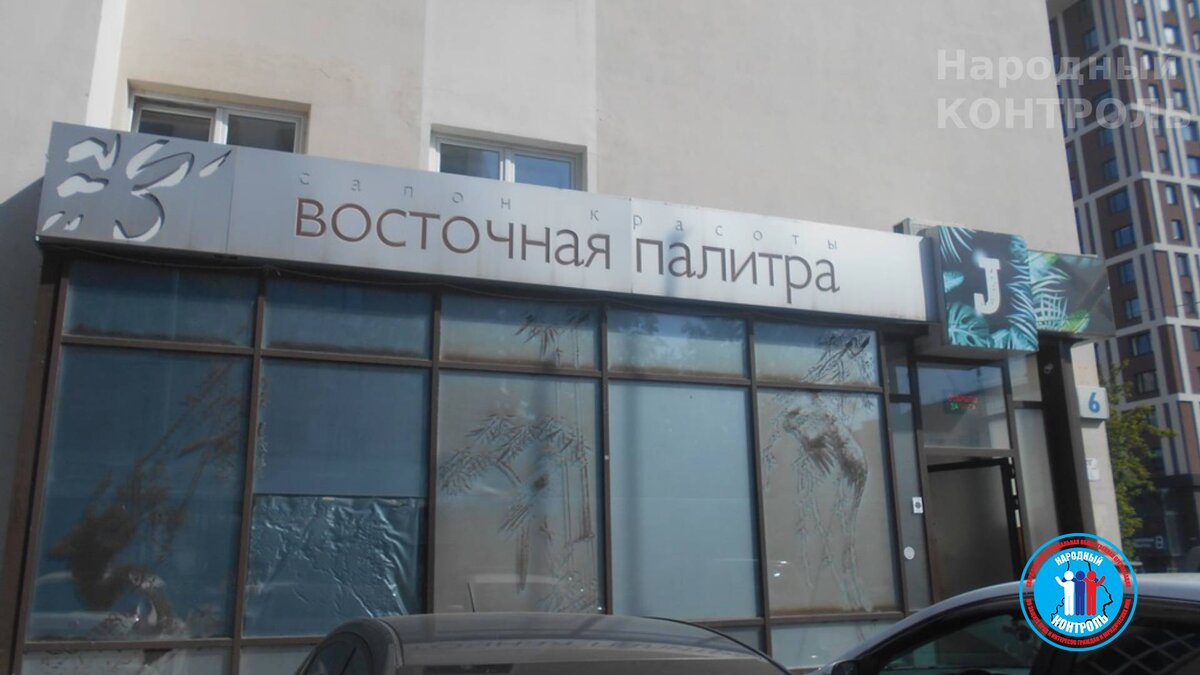 Народный
КОНТРОЛЬ
салон красоты
ВОСТОЧНАЯ ПАЛИТРА
J
6
НАРОДНЫЙ
КОНТРОЛЬ